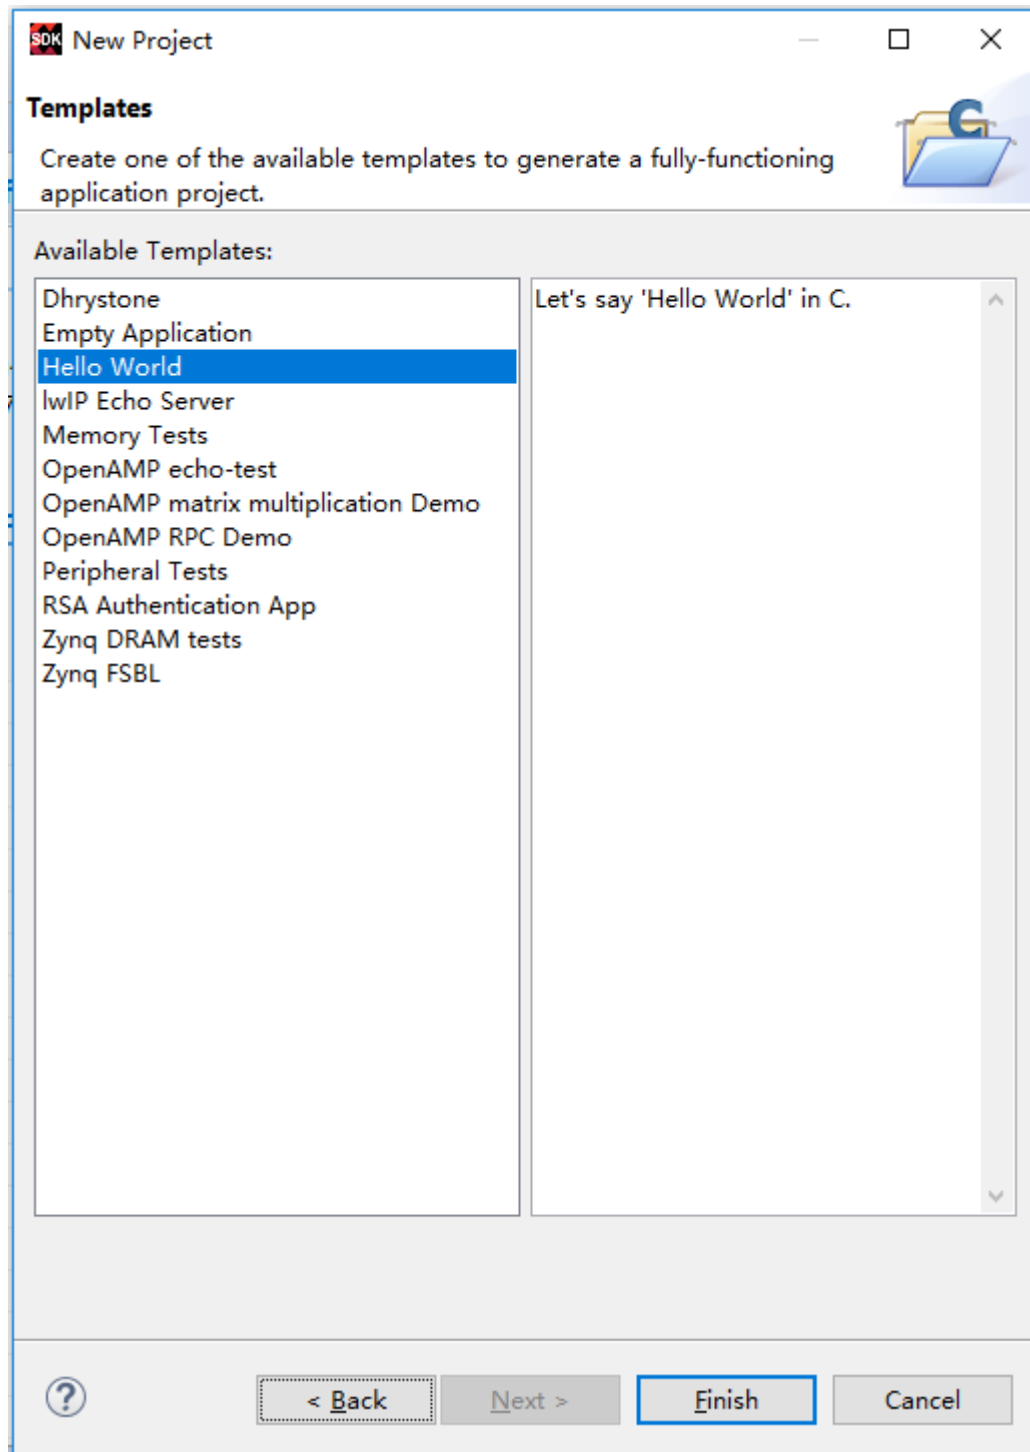 SDK New Project
Templates
Create one of the available templates to generate a fully-functioning
application project.
Available Templates:
Dhrystone
Empty Application
Hello World
lwIP Echo Server
Memory Tests
OpenAMP echo-test
OpenAMP matrix multiplication Demo
OpenAMP RPC Demo
Peripheral Tests
RSA Authentication App
Zynq DRAM tests
Zynq FSBL
Let's say 'Hello World' in C.
< Back
Next >
Finish
Cancel